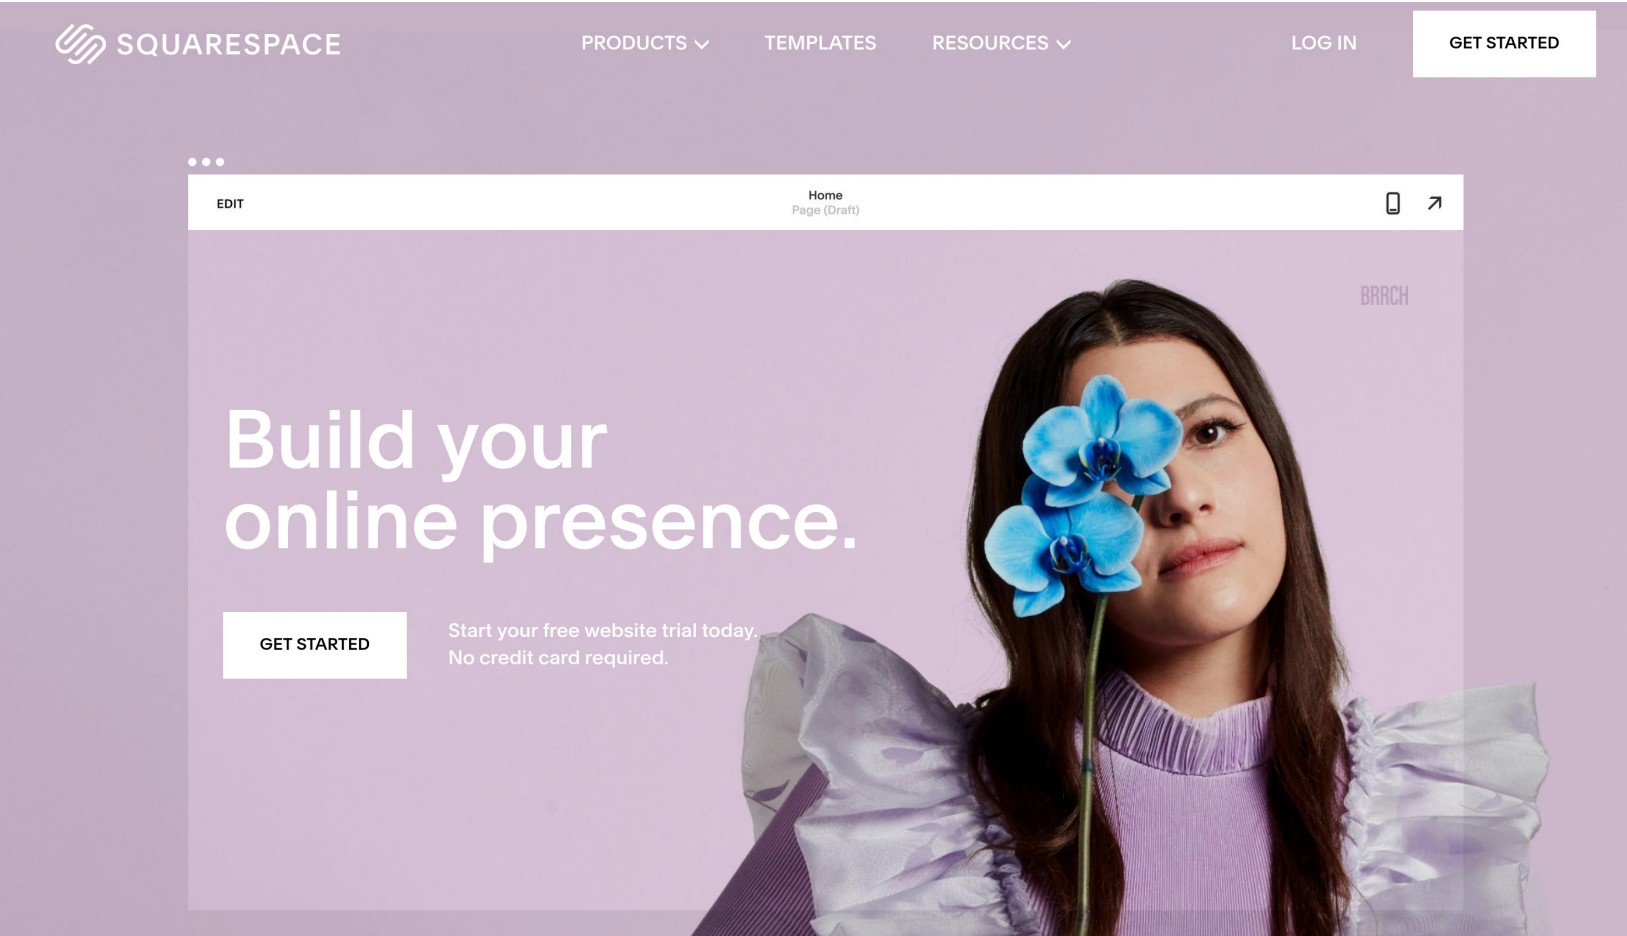 SQUARESPACE
PRODUCTS
TEMPLATES
RESOURCES
LOG IN
GET STARTED
EDIT
Home
Page (Draft)
BRRCH
Build your
online presence.
GET STARTED
Start your free website trial today.
No credit card required.